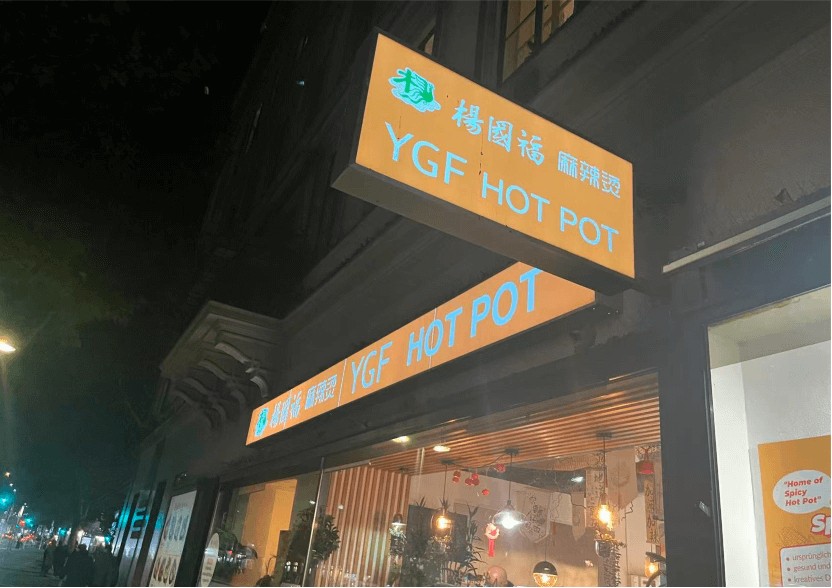 楊國福 麻辣燙
YGF HOT POT
楊國福 麻辣燙 YGF HOT POT
"Home of
Spicy
Hot Pot"